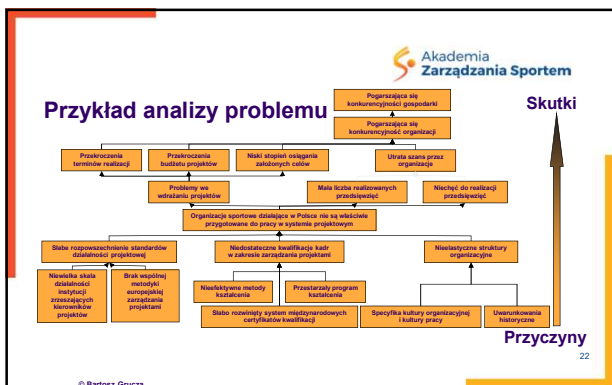 Akademia
Zarządzania Sportem
Przykład analizy problemu
Skutki
Pogarszająca się
konkurencyjności gospodarki
Pogarszająca się
konkurencyjność organizacji
Przekroczenia
terminów realizacji
Przekroczenia
budżetu projektów
Niski stopień osiągania
założonych celów
Utrata szans przez
organizacje
Problemy we
wdrażaniu projektów
Mała liczba realizowanych
przedsięwzięć
Niechęć do realizacji
przedsięwzięć
Organizacje sportowe działające w Polsce nie są właściwie
przygotowane do pracy w systemie projektowym
Słabe rozpowszechnienie standardów
działalności projektowej
Niedostateczne kwalifikacje kadr
w zakresie zarządzania projektami
Nieelastyczne struktury
organizacyjne
Niewielka skala
działalności
instytucji
zrzeszających
kierowników
projektów
Brak wspólnej
metodyki
europejskiej
zarządzania
projektami
Nieefektywne metody
kształcenia
Przestarzały program
kształcenia
Słabo rozwinięty system międzynarodowych
certyfikatów kwalifikacji
Specyfika kultury organizacyjnej
i kultury pracy
Uwarunkowania
historyczne
Przyczyny
22
© Bartosz Grucza